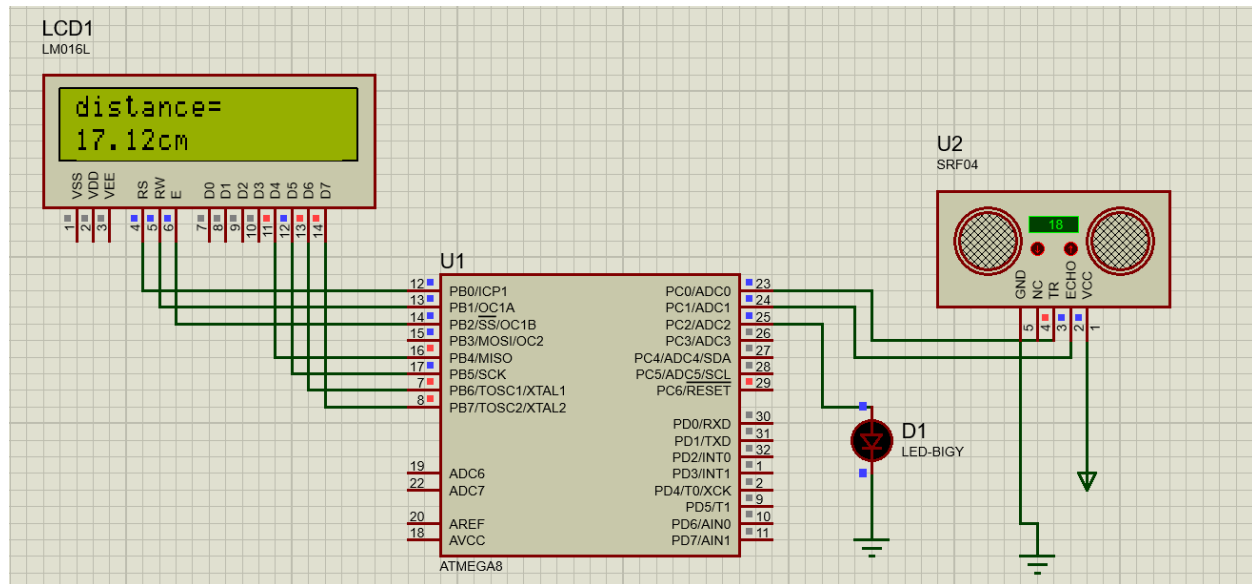 LCD1
LM016L
distance=
17.12cm
VSS
VDD
VEE
RS
RW
E
D0
D1
D2
D3
D4
D5
D6
D7
1
2
3
4
5
6
7
8
9
10
11
12
13
14
U1
12
PB0/ICP1
13
PB1/OC1A
14
PB2/SS/OC1B
15
PB3/MOSI/OC2
16
PB4/MISO
17
PB5/SCK
7
PB6/TOSC1/XTAL1
8
PB7/TOSC2/XTAL2
19
ADC6
22
ADC7
20
AREF
18
AVCC
PC0/ADC0
23
PC1/ADC1
24
PC2/ADC2
25
PC3/ADC3
26
PC4/ADC4/SDA
27
PC5/ADC5/SCL
28
PC6/RESET
29
PD0/RXD
30
PD1/TXD
31
PD2/INT0
32
PD3/INT1
1
PD4/T0/XCK
2
PD5/T1
9
PD6/AIN0
10
PD7/AIN1
11
ATMEGA8
U2
SRF04
18
GND
NC
TR
ECHO
VCC
5
4
3
2
1
D1
LED-BIGY